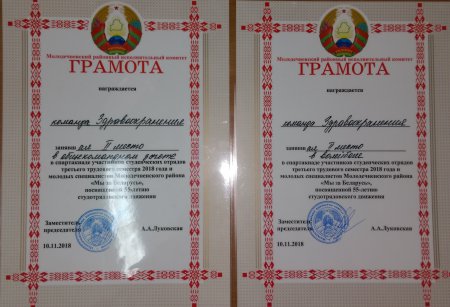 Молодечненский районный исполнительный комитет
ГРАМОТА
награждается
команда Здравоохранения
занявшая II место
в общекомандном зачете
в спартакиаде участников студенческих отрядов
третьего трудового семестра 2018 года и
молодых специалистов Молодечненского района
«Мы за Беларусь»,
посвященной 55-летию
студотрядовского движения
Заместитель
председателя
А.А.Луковская
10.11.2018
Молодечненский районный исполнительный комитет
ГРАМОТА
награждается
команда Здравоохранения
занявшая II место
в
в спартакиаде участников студенческих отрядов
третьего трудового семестра 2018 года и
молодых специалистов Молодечненского района
«Мы за Беларусь»,
посвященной 55-летию
студотрядовского движения
Заместитель
председателя
А.А.Луковская
10.11.2018